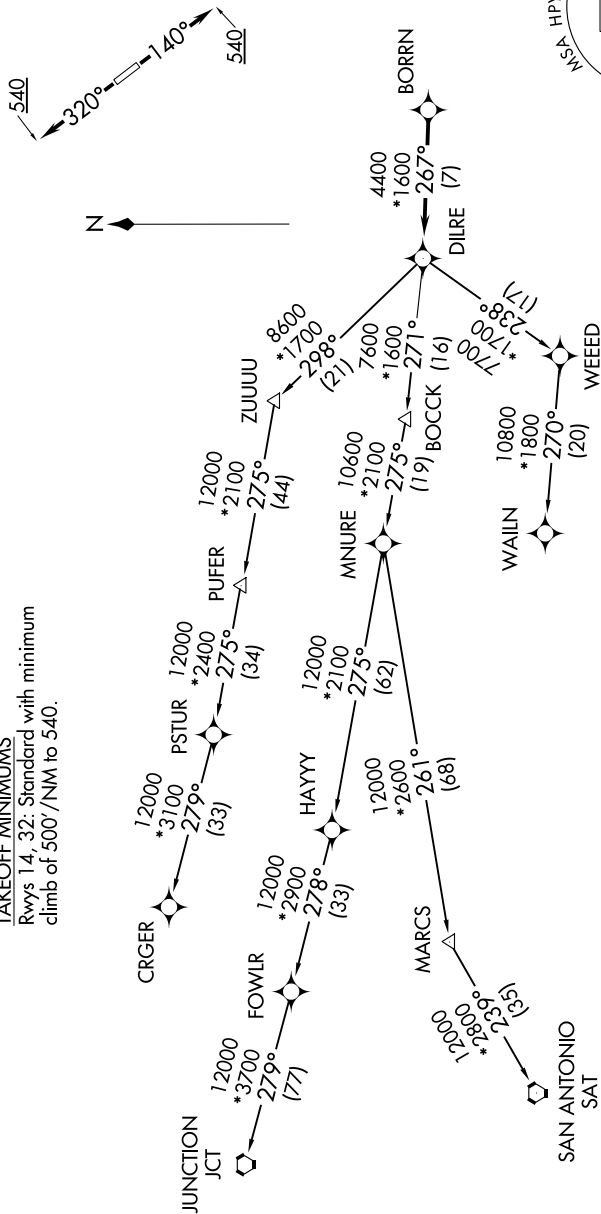 TAKEOFF MINIMUMS
Rwys 14, 32: Standard with minimum
climb of 500'/NM to 540.
540
320°
140°
540
N
MSA HPY
CRGER
12000
*3100
279°
(33)
PSTUR
12000
*2400
275°
(34)
PUFER
12000
*2100
275°
(44)
ZUUUU
8600
*1700
298°
(21)
JUNCTION
JCT
12000
*3700
279°
(77)
FOWLR
12000
*2900
278°
(33)
HAYYY
12000
*2100
275°
(62)
MNURE
10600
*2100
275°
(19)
BOCCK
7600
*1600
271°
(16)
DILRE
4400
*1600
267°
(7)
BORRIN
SAN ANTONIO
SAT
12000
*2800
239°
(35)
MARCS
12000
*2600
261°
(68)
WAILN
10800
*1800
270°
(20)
WEEED
7700
*1700
238°
(17)